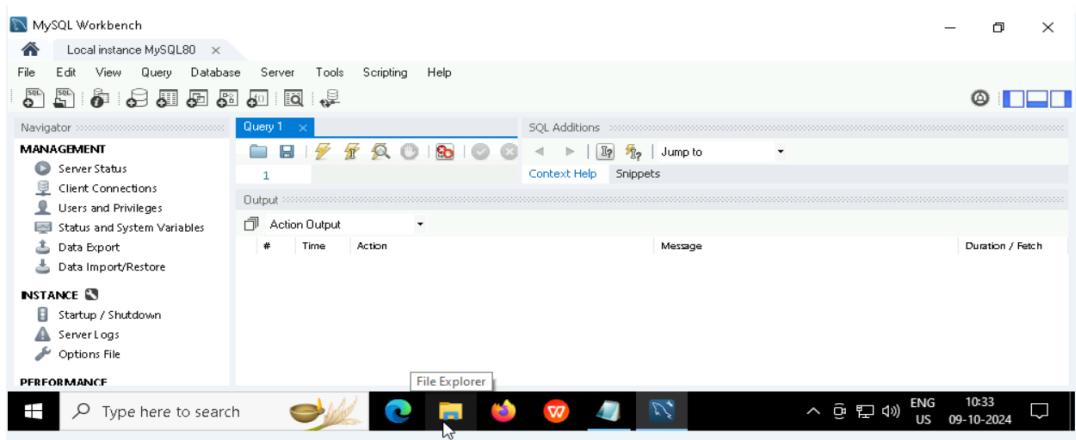 MySQL Workbench
Local instance MySQL80
File Edit View Query Database Server Tools Scripting Help
Navigator
MANAGEMENT
Server Status
Client Connections
Users and Privileges
Status and System Variables
Data Export
Data Import/Restore
INSTANCE
Startup / Shutdown
Server Logs
Options File
PERFORMANCE
Query 1
1
SQL Additions
Jump to
Context Help Snippets
Output
Action Output
# Time Action Message Duration / Fetch
File Explorer
Type here to search
ENG
US
10:33
09-10-2024